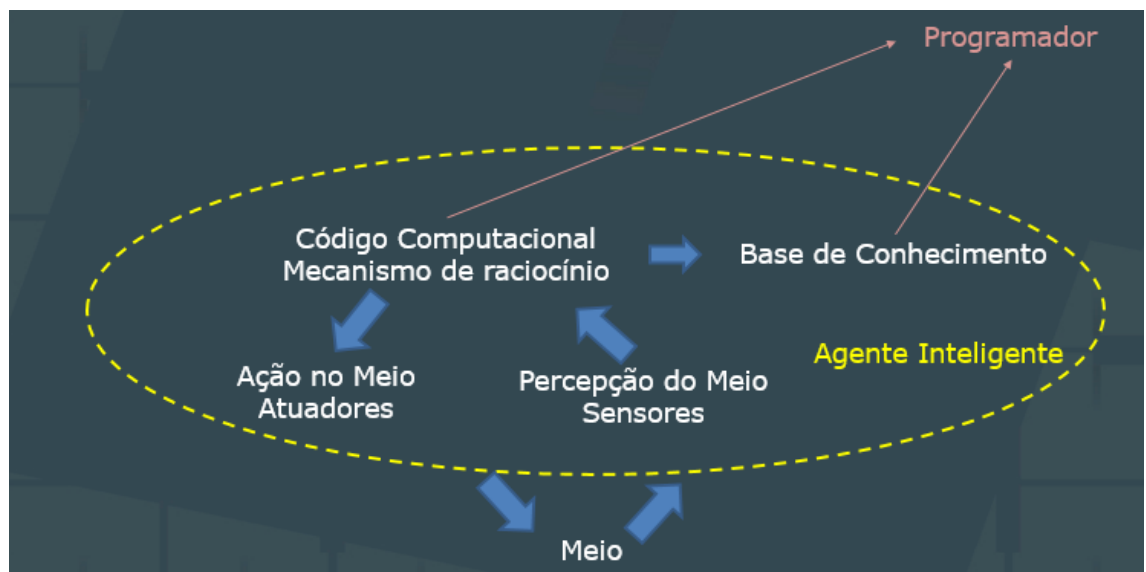 Programador
Código Computacional
Mecanismo de raciocínio
Base de Conhecimento
Agente Inteligente
Ação no Meio
Atuadores
Percepção do Meio
Sensores
Meio